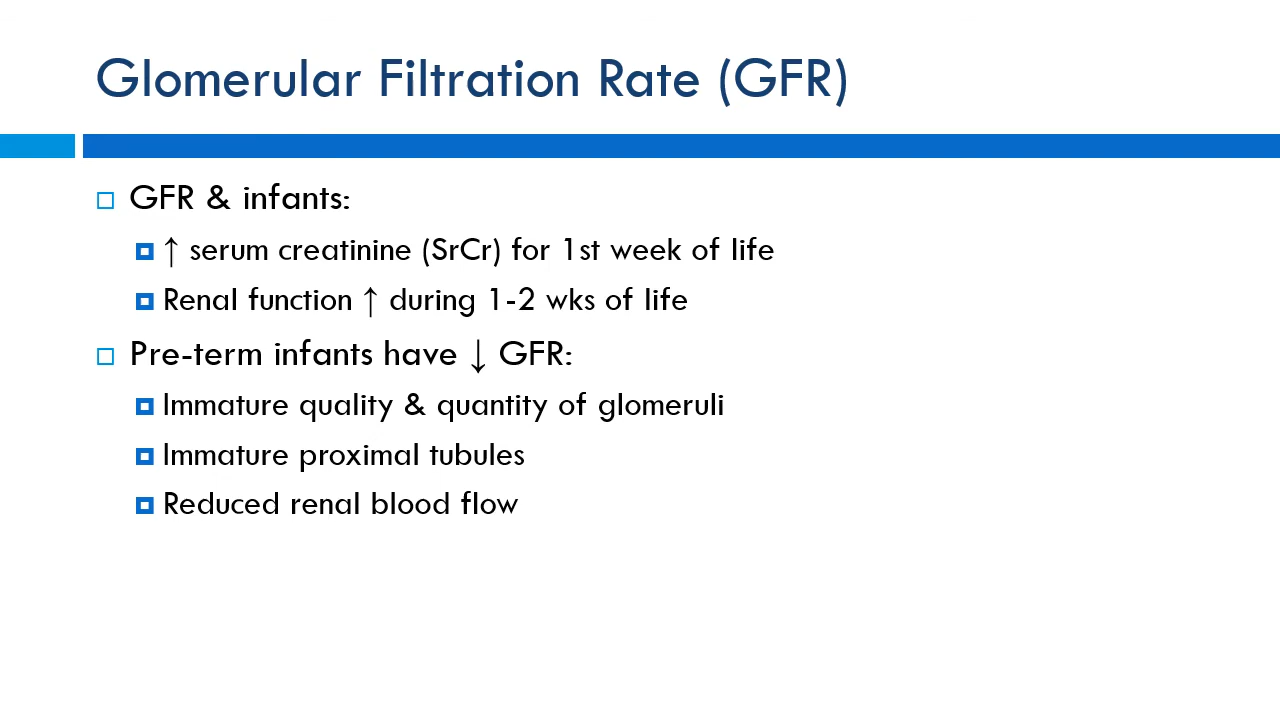 Glomerular Filtration Rate (GFR)
GFR & infants:
↑ serum creatinine (SrCr) for 1st week of life
Renal function ↑ during 1-2 wks of life
Pre-term infants have ↓ GFR:
Immature quality & quantity of glomeruli
Immature proximal tubules
Reduced renal blood flow